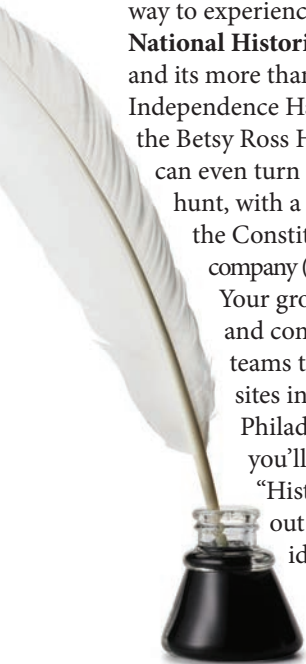 way to experienc
National Histori
and its more than
Independence Ha
the Betsy Ross H
can even turn
hunt, with a
the Constit
company (
Your gro
and con
teams t
sites in
Philad
you’ll
“Hist
out
id